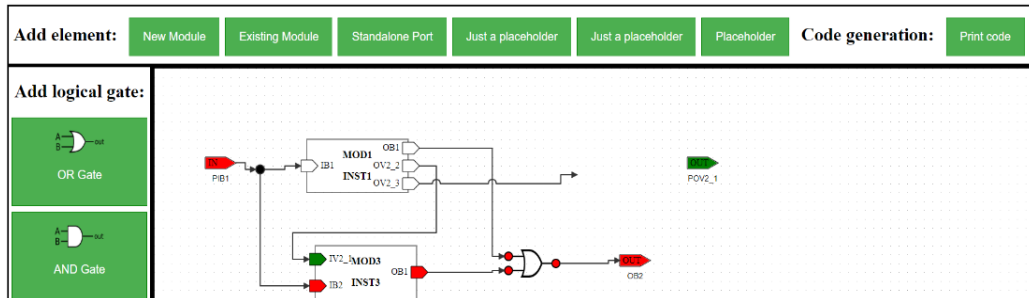 Add element:
New Module
Existing Module
Standalone Port
Just a placeholder
Just a placeholder
Placeholder
Code generation:
Print code
Add logical gate:
A
B
out
OR Gate
A
B
out
AND Gate
IN
PIB1
IB1
MOD1
INST1
OB1
OV2_2
OV2_3
OUT
POV2_1
IV2_1
MOD3
IB2
INST3
OB1
OUT
OB2